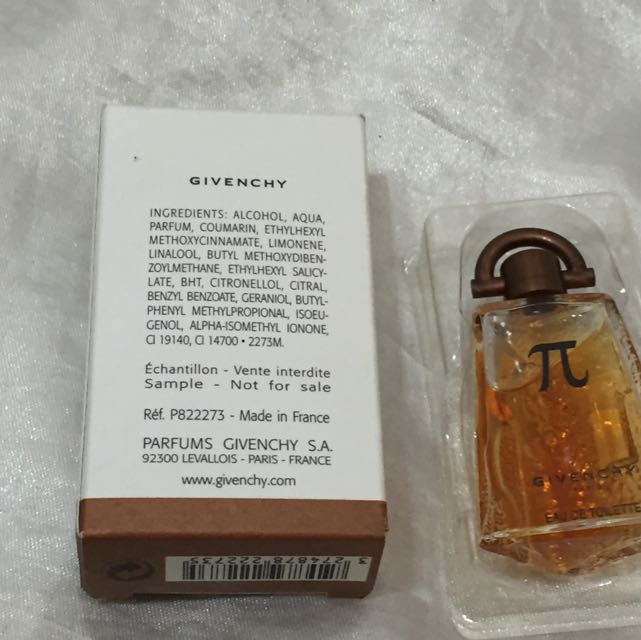 GIVENCHY
INGREDIENTS: ALCOHOL, AQUA,
PARFUM, COUMARIN, ETHYLHEXYL
METHOXYCINNAMATE, LIMONENE,
LINALOOL, BUTYL METHOXYDIBEN-
ZOYLMETHANE, ETHYLHEXYL SALICY-
LATE, BHT, CITRONELLOL, CITRAL,
BENZYL BENZOATE, GERANIOL, BUTYL-
PHENYL METHYLPROPIONAL, ISOEU-
GENOL, ALPHA-ISOMETHYL IONONE,
CI 19140, CI 14700 • 2273M.
Échantillon - Vente interdite
Sample - Not for sale
Réf. P822273 - Made in France
PARFUMS GIVENCHY S.A.
92300 LEVALLOIS - PARIS - FRANCE
www.givenchy.com
3 274878 222735
π
GIVENCHY
EAU DE TOILETTE